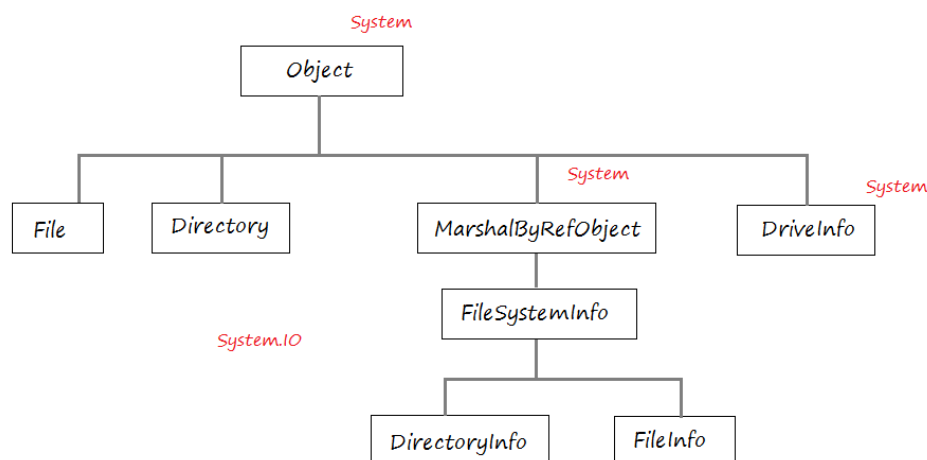 System
Object
System
System
File
Directory
MarshalByRefObject
DriveInfo
FileSystemInfo
System.IO
DirectoryInfo
FileInfo